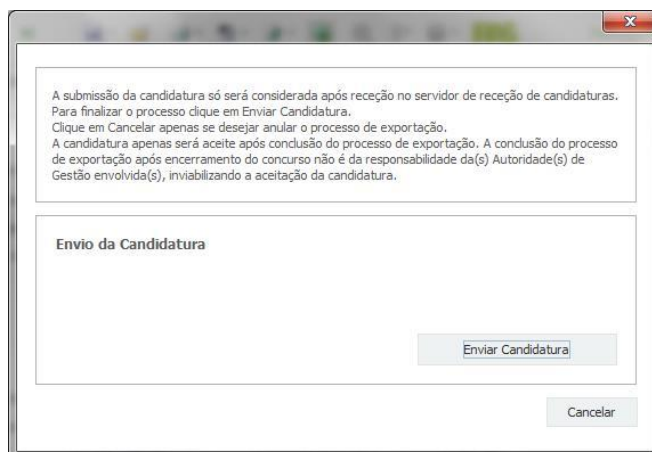 A submissão da candidatura só será considerada após receção no servidor de receção de candidaturas.
Para finalizar o processo clique em Enviar Candidatura.
Clique em Cancelar apenas se desejar anular o processo de exportação.
A candidatura apenas será aceite após conclusão do processo de exportação. A conclusão do processo
de exportação após encerramento do concurso não é da responsabilidade da(s) Autoridade(s) de
Gestão envolvida(s), inviabilizando a aceitação da candidatura.
Envio da Candidatura
Enviar Candidatura
Cancelar